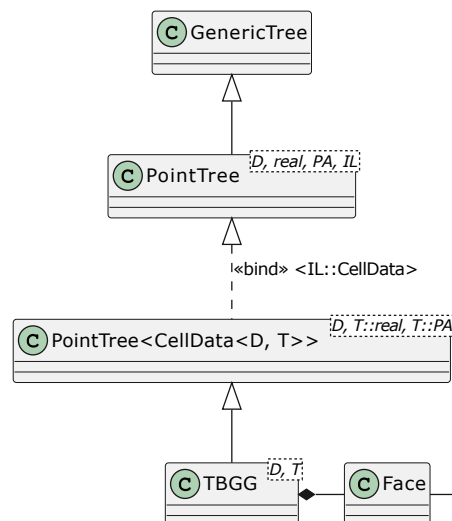 C GenericTree
D, real, PA, IL
C PointTree
«bind» <IL::CellData>
D, T::real, T::PA
C PointTree<CellData<D, T>>
D, T
C TBGG
C Face